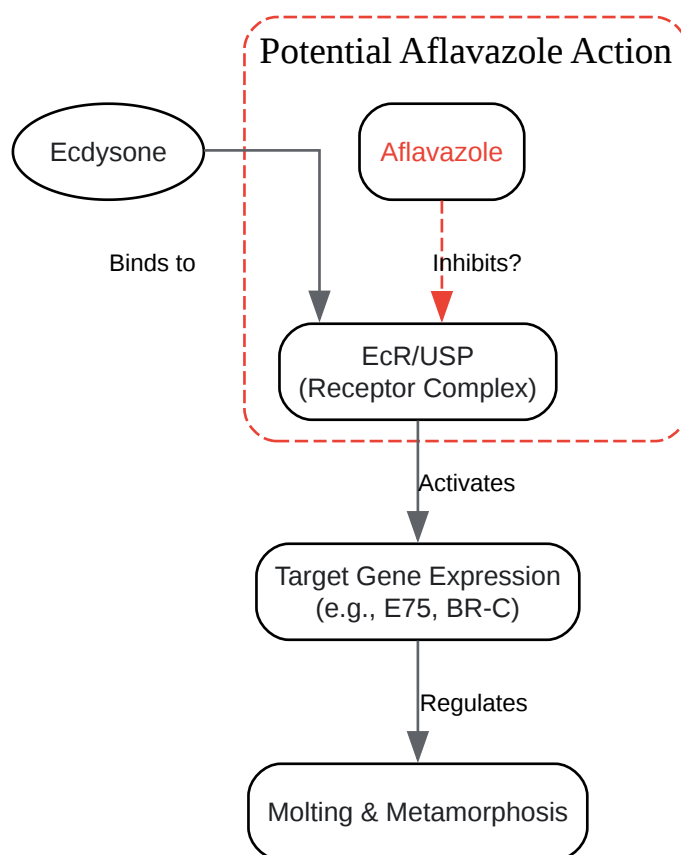 Potential Aflavazole Action
Ecdysone
Aflavazole
Binds to
Inhibits?
EcR/USP
(Receptor Complex)
Activates
Target Gene Expression
(e.g., E75, BR-C)
Regulates
Molting & Metamorphosis